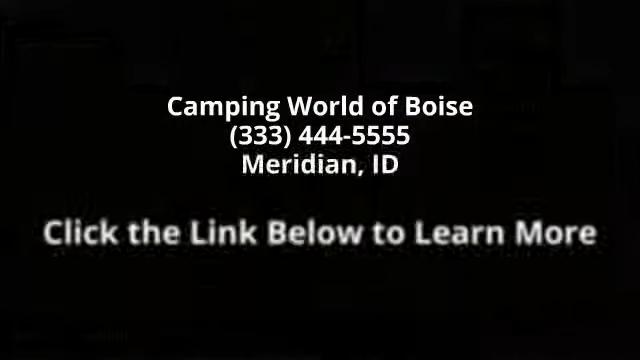 Camping World of Boise
(333) 444-5555
Meridian, ID
Click the Link Below to Learn More